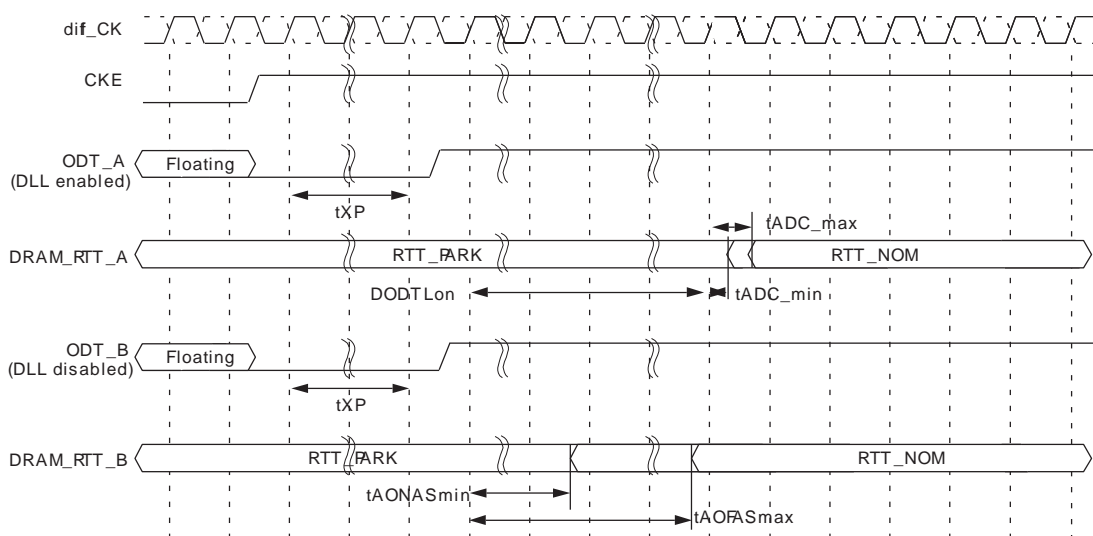 dif_CK
CKE
ODT_A
(DLL enabled)
Floating
tXP
tADC_max
DRAM_RTT_A
RTT_PARK
RTT_NOM
DODTLon
tADC_min
ODT_B
(DLL disabled)
Floating
tXP
DRAM_RTT_B
RTT_PARK
RTT_NOM
tAONASmin
tAOFASmax